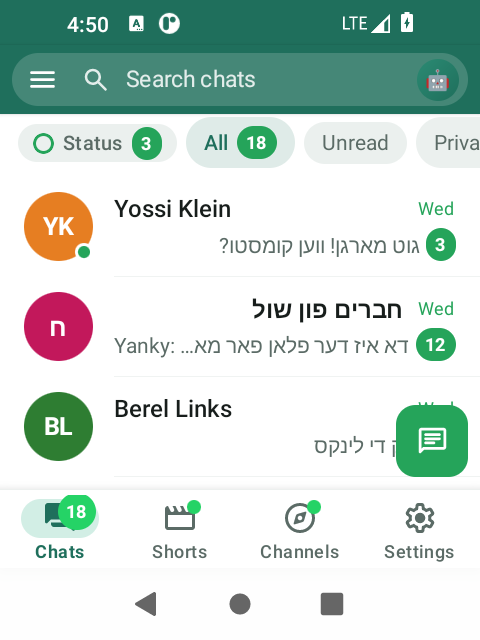 4:50 A LTE
Search chats
Status 3 All 18 Unread Priva
YK Yossi Klein Wed
גוט מארגן! ווען קומסטו? 3
ח חברים פון שול Wed
Yanky: דא איז דער פלאן פאר מא... 12
BL Berel Links
די לינקס
18
Chats Shorts Channels Settings